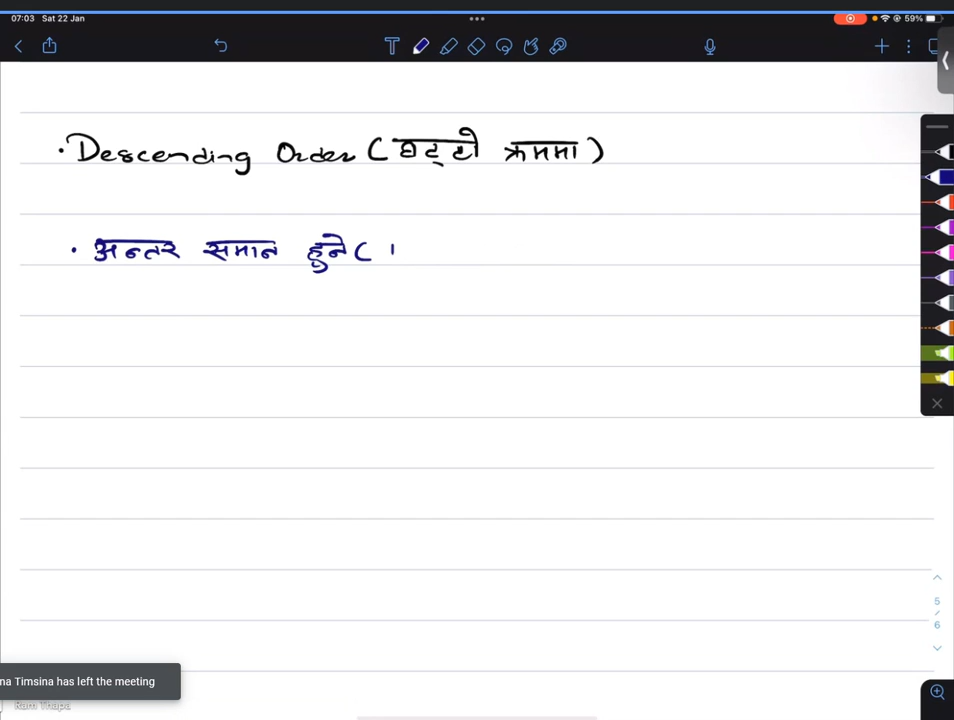 07:03 Sat 22 Jan
59%
·Descending Order (घट्दो क्रममा)
· अन्तर समान हुने (
5
/
6
na Timsina has left the meeting
Ram Thapa